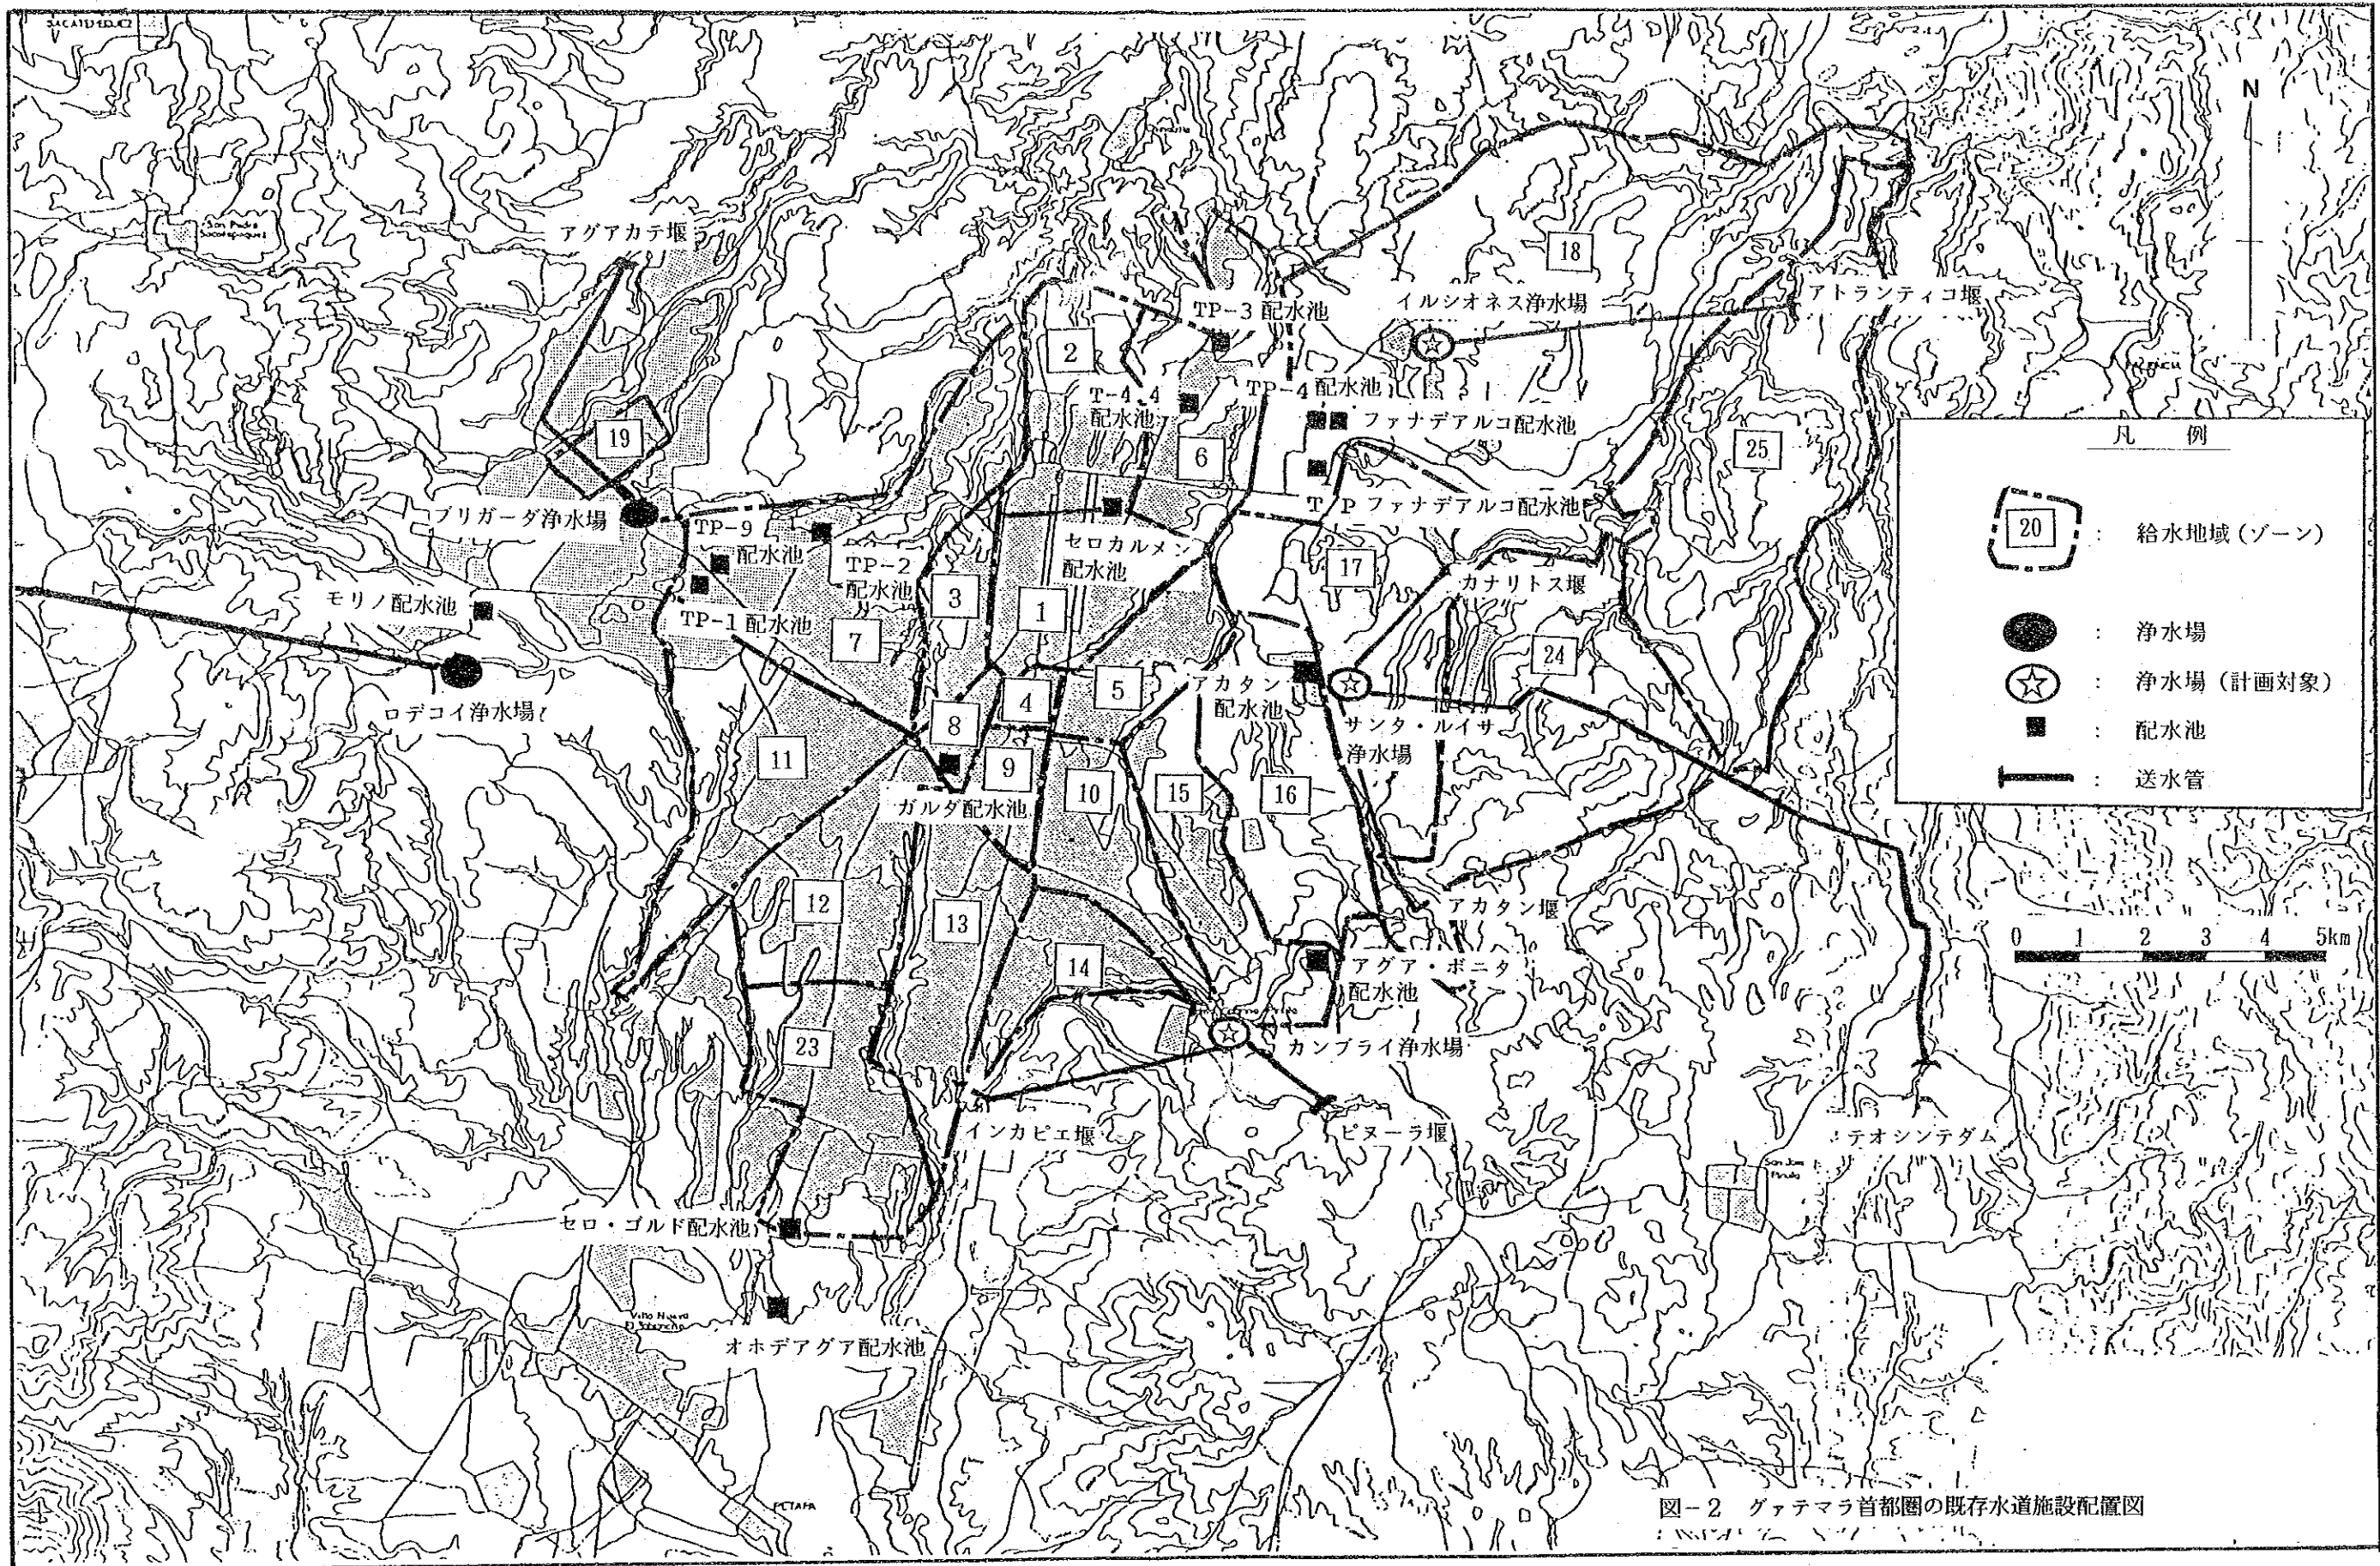 SACATEPEQUEZ
San Pedro
Sacatepequez
アグアカテ堰
N
18
TP-3 配水池
イルシオネス浄水場
アトランティコ堰
2
T-4.4
配水池
TP-4 配水池
ファナデアルコ配水池
19
6
25
凡 例
20 : 給水地域(ゾーン)
: 浄水場
: 浄水場(計画対象)
: 配水池
: 送水管
ブリガーダ浄水場
TP-9
配水池
TP-2
配水池
T P ファナデアルコ配水池
セロカルメン
配水池
17
カナリトス堰
モリノ配水池
TP-1 配水池
3
1
7
24
ロデコイ浄水場
4
5
アカタン
配水池
8
サンタ・ルイサ
浄水場
11
9
10
15
16
ガルダ配水池
12
13
アカタン堰
14
アグア・ボニタ
配水池
0 1 2 3 4 5km
23
カンブライ浄水場
インカピエ堰
ピヌーラ堰
テオシンテダム
San Jose
Pinula
セロ・ゴルド配水池
オホデアグア配水池
PETAPA
図-2 グァテマラ首都圏の既存水道施設配置図